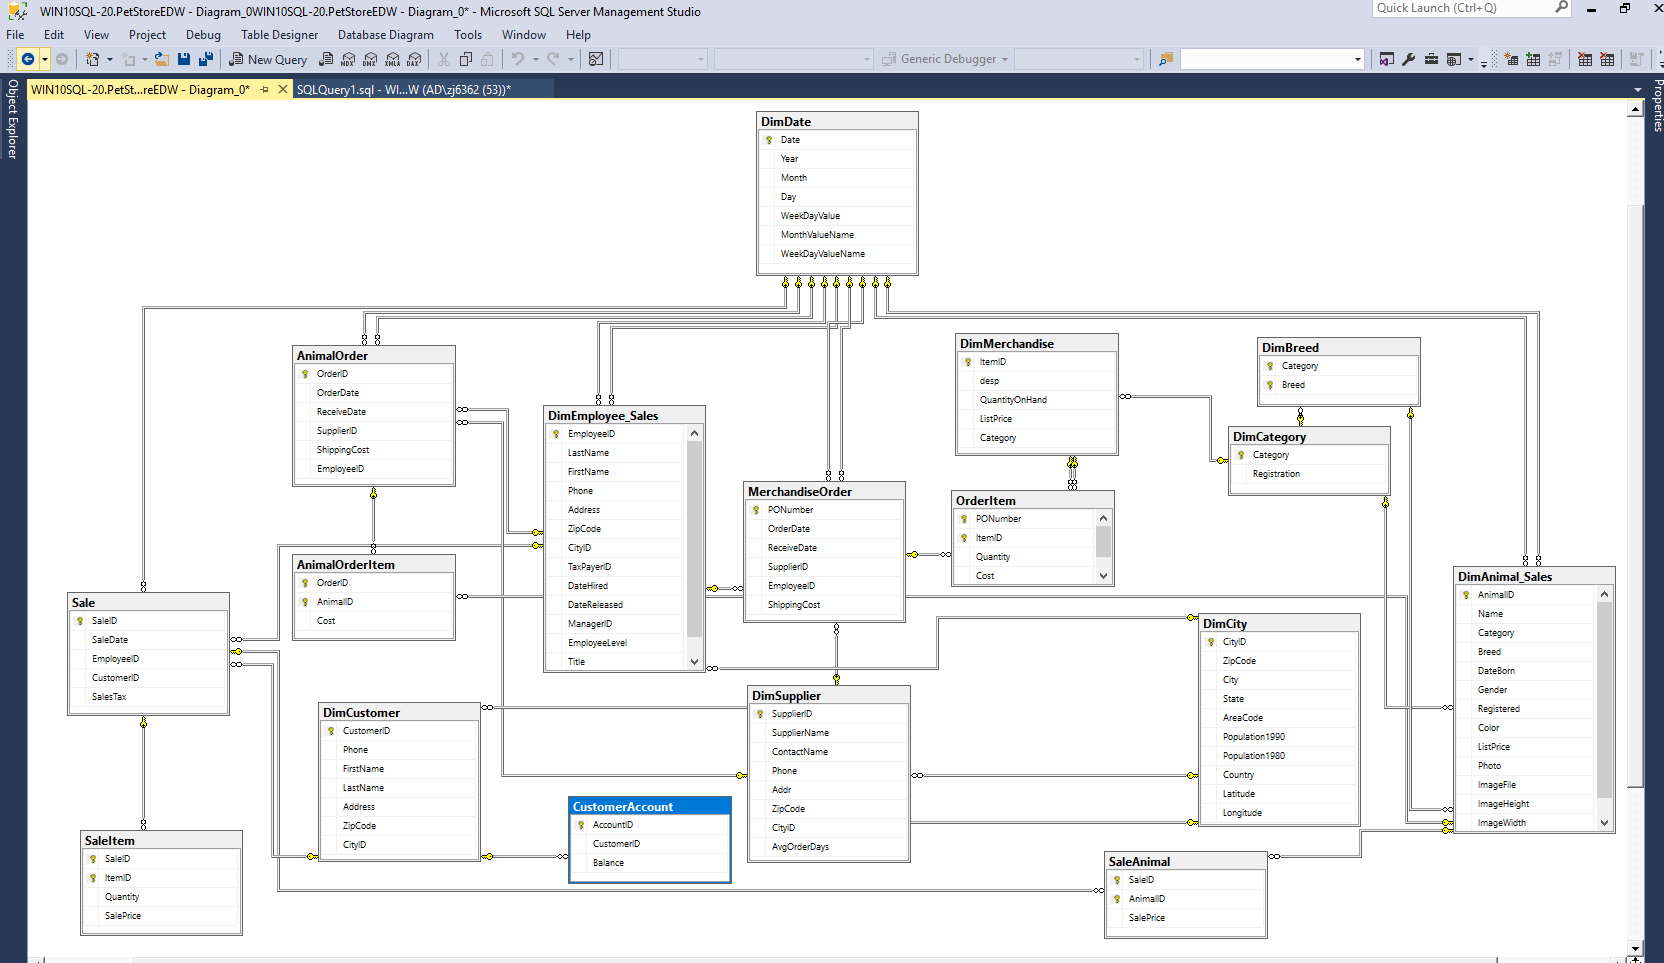 WIN10SQL-20.PetStoreEDW - Diagram_0WIN10SQL-20.PetStoreEDW - Diagram_0* - Microsoft SQL Server Management Studio
Quick Launch (Ctrl+Q)
File Edit View Project Debug Table Designer Database Diagram Tools Window Help
New Query
MDX DMX XMLA DAX
Generic Debugger
WIN10SQL-20.PetSt...reEDW - Diagram_0*
SQLQuery1.sql - WI...W (AD\zj6362 (53))*
Object Explorer
Properties
DimDate
Date
Year
Month
Day
WeekDayValue
MonthValueName
WeekDayValueName
AnimalOrder
OrderID
OrderDate
ReceiveDate
SupplierID
ShippingCost
EmployeeID
DimEmployee_Sales
EmployeeID
LastName
FirstName
Phone
Address
ZipCode
CityID
TaxPayerID
DateHired
DateReleased
ManagerID
EmployeeLevel
Title
DimMerchandise
ItemID
desp
QuantityOnHand
ListPrice
Category
DimBreed
Category
Breed
DimCategory
Category
Registration
MerchandiseOrder
PONumber
OrderDate
ReceiveDate
SupplierID
EmployeeID
ShippingCost
OrderItem
PONumber
ItemID
Quantity
Cost
AnimalOrderItem
OrderID
AnimalID
Cost
Sale
SaleID
SaleDate
EmployeeID
CustomerID
SalesTax
DimAnimal_Sales
AnimalID
Name
Category
Breed
DateBorn
Gender
Registered
Color
ListPrice
Photo
ImageFile
ImageHeight
ImageWidth
DimCity
CityID
ZipCode
City
State
AreaCode
Population1990
Population1980
Country
Latitude
Longitude
DimSupplier
SupplierID
SupplierName
ContactName
Phone
Addr
ZipCode
CityID
AvgOrderDays
DimCustomer
CustomerID
Phone
FirstName
LastName
Address
ZipCode
CityID
CustomerAccount
AccountID
CustomerID
Balance
SaleItem
SaleID
ItemID
Quantity
SalePrice
SaleAnimal
SaleID
AnimalID
SalePrice